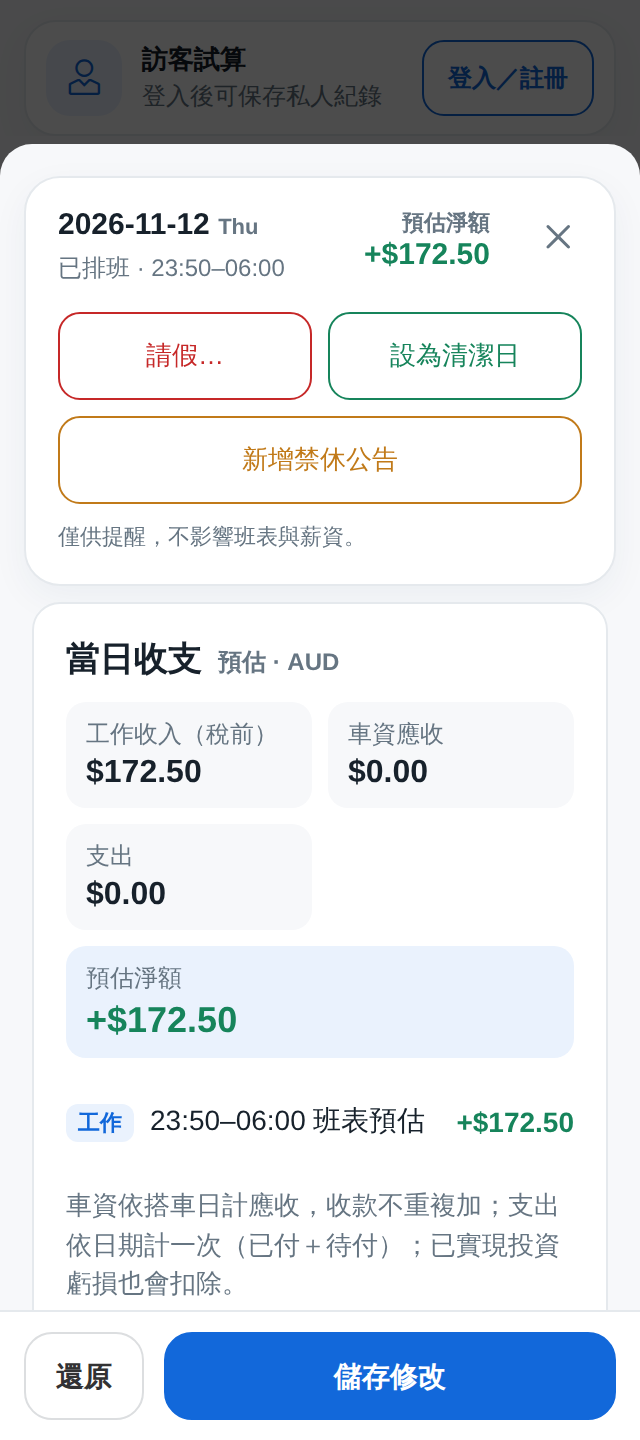 訪客試算
登入後可保存私人紀錄
登入／註冊
2026-11-12 Thu
已排班 · 23:50–06:00
預估淨額
+$172.50
請假…
設為清潔日
新增禁休公告
僅供提醒，不影響班表與薪資。
當日收支 預估 · AUD
工作收入（稅前）
$172.50
車資應收
$0.00
支出
$0.00
預估淨額
+$172.50
工作 23:50–06:00 班表預估 +$172.50
車資依搭車日計應收，收款不重複加；支出
依日期計一次（已付＋待付）；已實現投資
虧損也會扣除。
還原
儲存修改